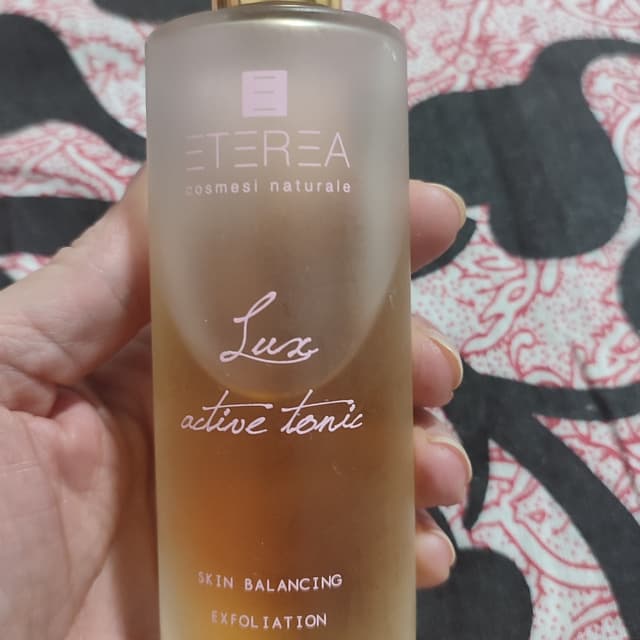 ETEREA
cosmesi naturale
Lux
active tonic
SKIN BALANCING
EXFOLIATION